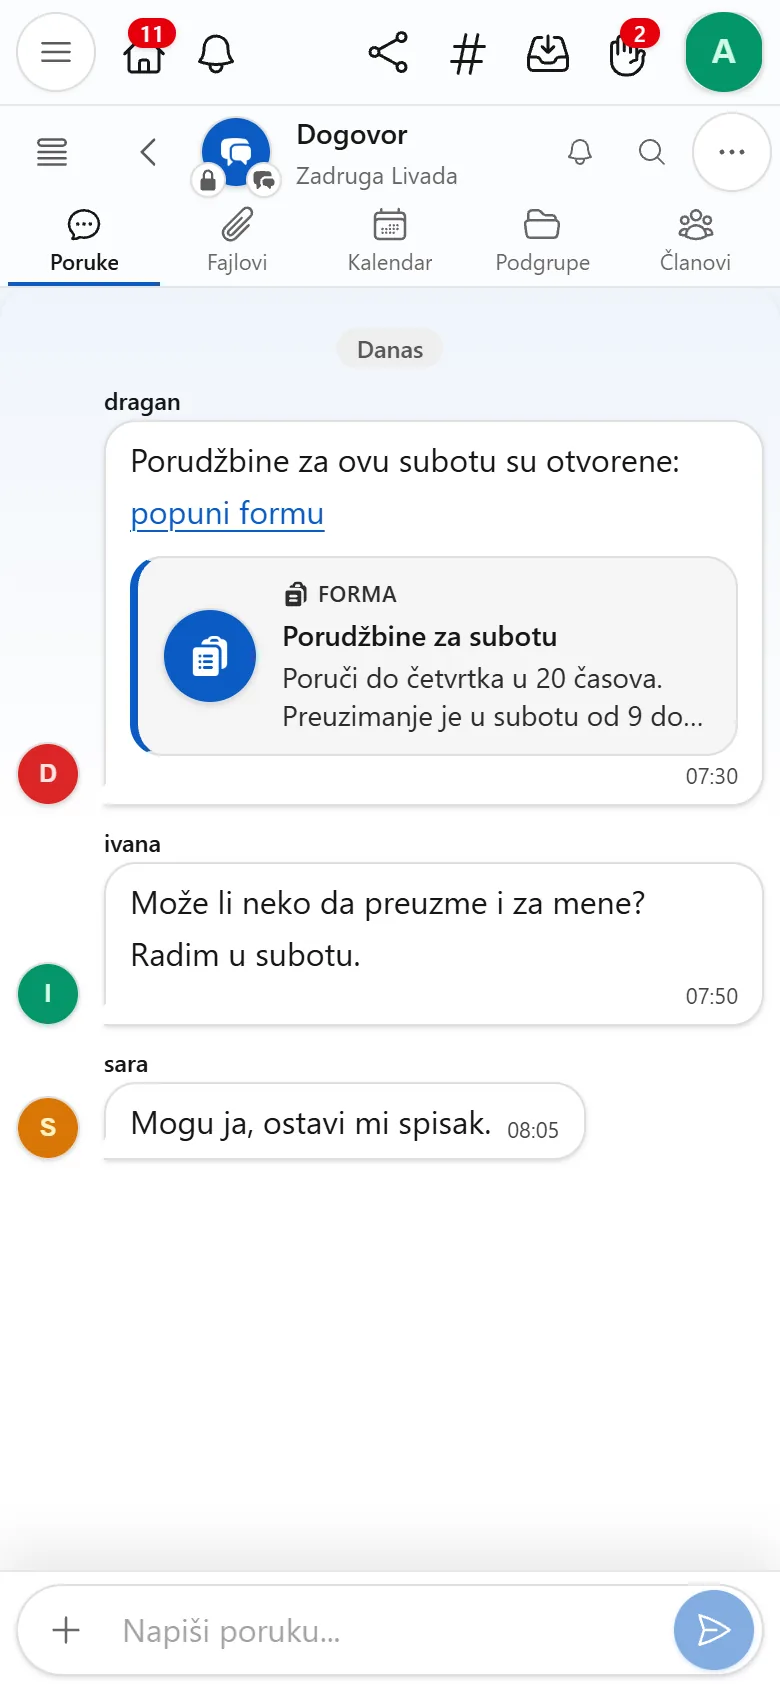 11
2
A
Dogovor
Zadruga Livada
Poruke
Fajlovi
Kalendar
Podgrupe
Članovi
Danas
dragan
Porudžbine za ovu subotu su otvorene:
popuni formu
FORMA
Porudžbine za subotu
Poruči do četvrtka u 20 časova.
Preuzimanje je u subotu od 9 do...
D
07:30
ivana
Može li neko da preuzme i za mene?
Radim u subotu.
I
07:50
sara
S
Mogu ja, ostavi mi spisak.
08:05
Napiši poruku...